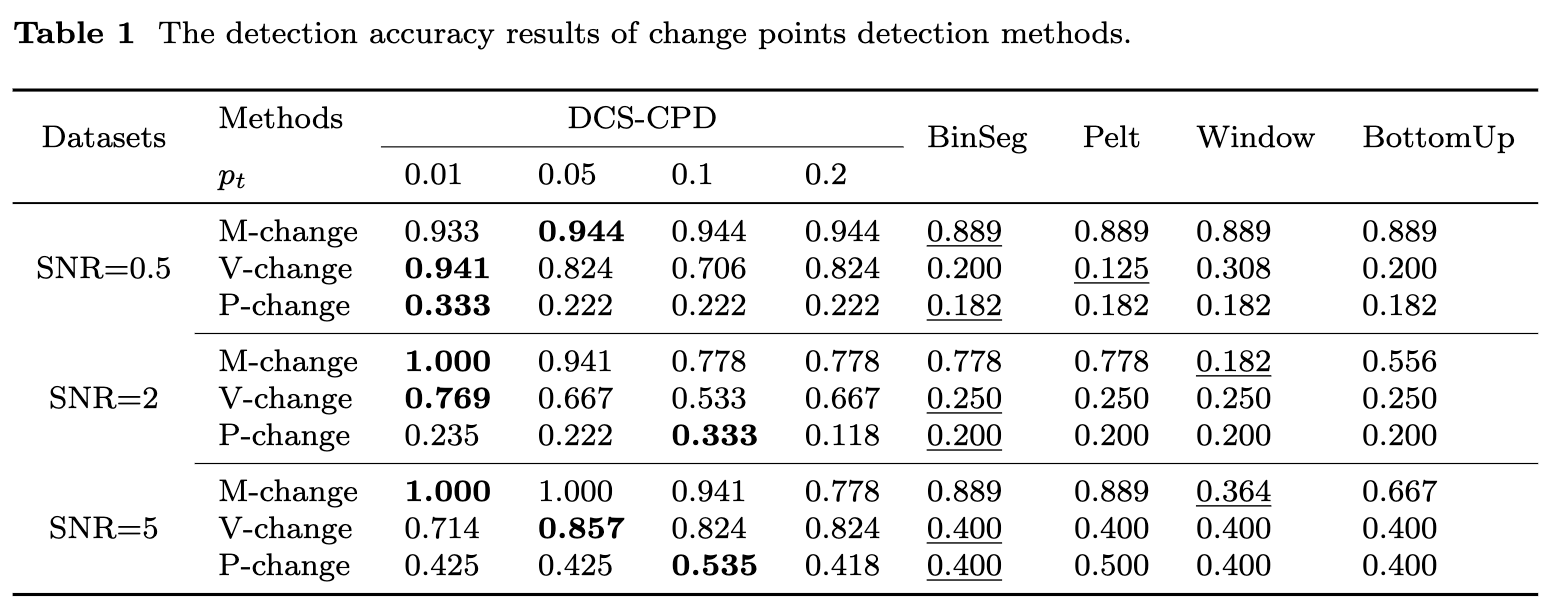 Table 1 The detection accuracy results of change points detection methods.
Datasets Methods DCS-CPD BinSeg Pelt Window BottomUp
pt 0.01 0.05 0.1 0.2
SNR=0.5 M-change 0.933 0.944 0.944 0.944 0.889 0.889 0.889 0.889
V-change 0.941 0.824 0.706 0.824 0.200 0.125 0.308 0.200
P-change 0.333 0.222 0.222 0.222 0.182 0.182 0.182 0.182
SNR=2 M-change 1.000 0.941 0.778 0.778 0.778 0.778 0.182 0.556
V-change 0.769 0.667 0.533 0.667 0.250 0.250 0.250 0.250
P-change 0.235 0.222 0.333 0.118 0.200 0.200 0.200 0.200
SNR=5 M-change 1.000 1.000 0.941 0.778 0.889 0.889 0.364 0.667
V-change 0.714 0.857 0.824 0.824 0.400 0.400 0.400 0.400
P-change 0.425 0.425 0.535 0.418 0.400 0.500 0.400 0.400